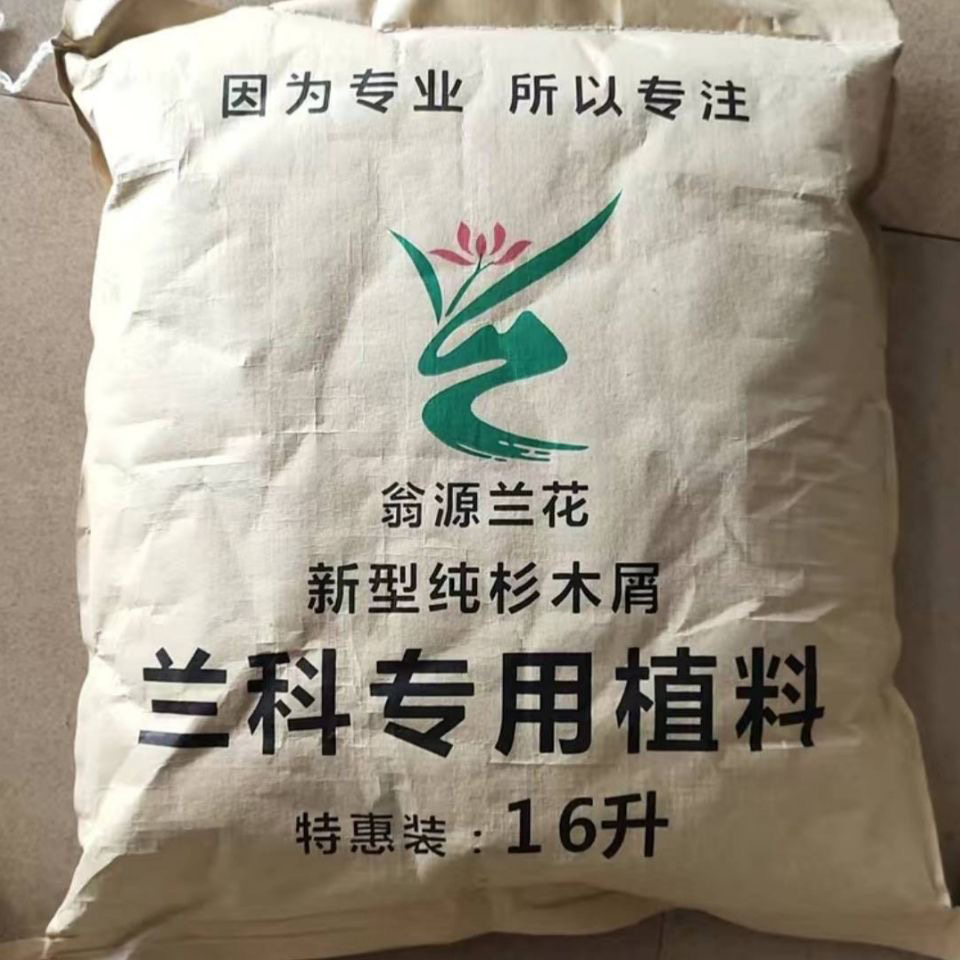 因为专业 所以专注
翁源兰花
新型纯杉木屑
兰科专用植料
特惠装：16升